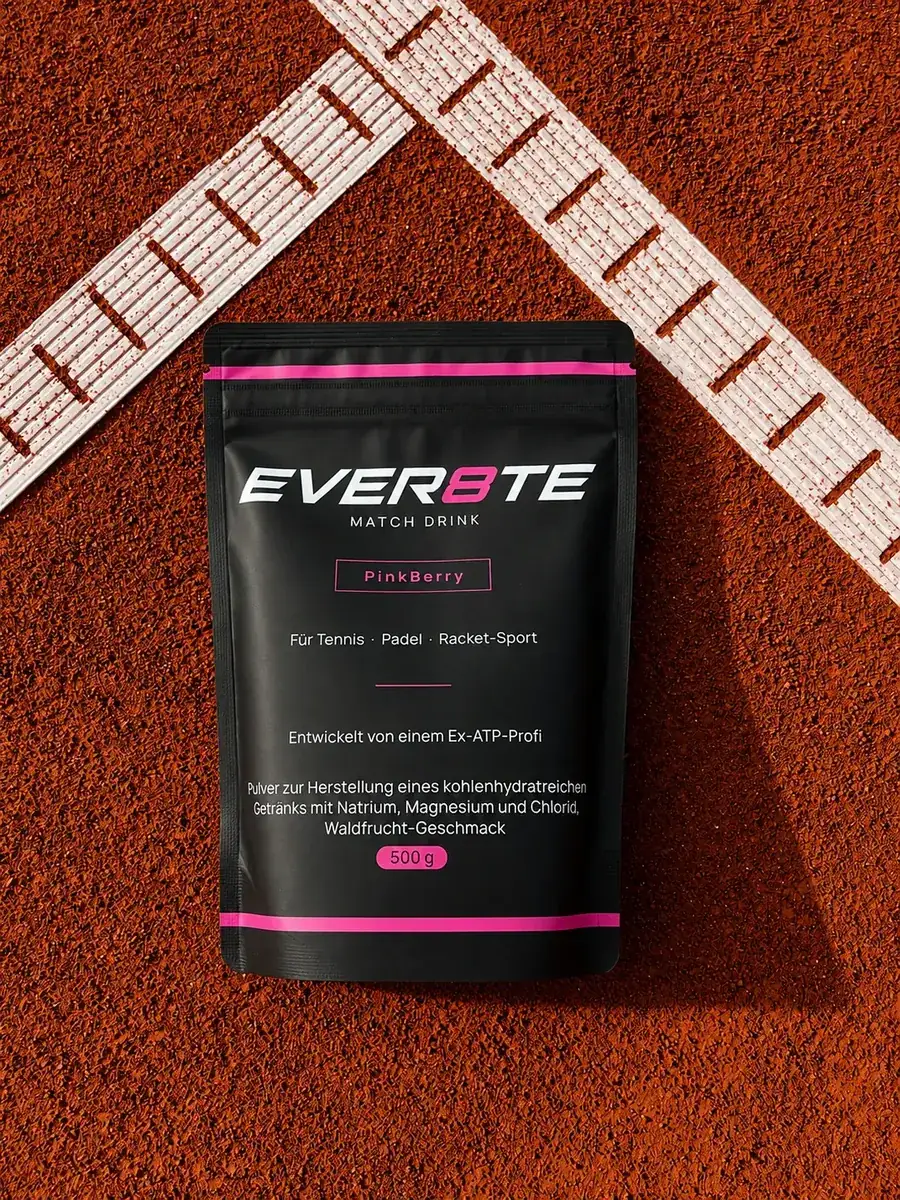 EVER8TE
MATCH DRINK
PinkBerry
Für Tennis · Padel · Racket-Sport
Entwickelt von einem Ex-ATP-Profi
Pulver zur Herstellung eines kohlenhydratreichen
Getränks mit Natrium, Magnesium und Chlorid,
Waldfrucht-Geschmack
500 g